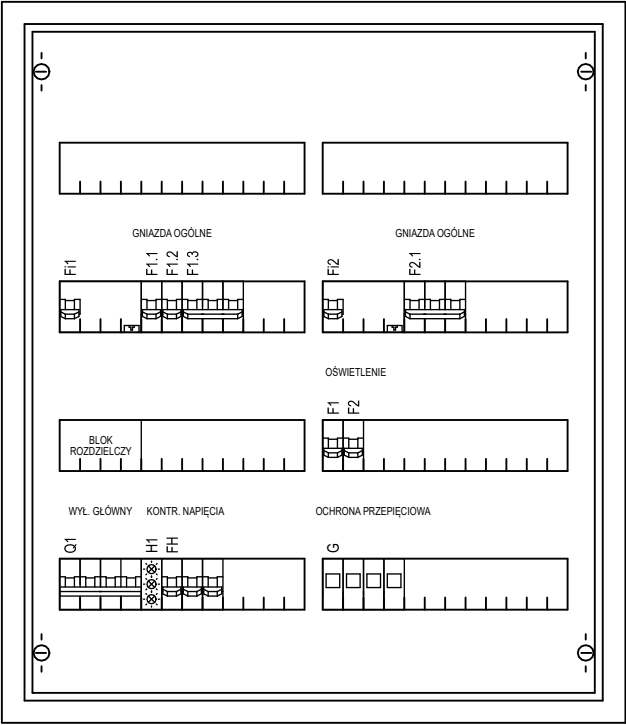 GNIAZDA OGÓLNE GNIAZDA OGÓLNE
Fi1 F1.1 F1.2 F1.3 Fi2 F2.1
OŚWIETLENIE
F1 F2
BLOK
ROZDZIELCZY
WYŁ. GŁÓWNY KONTR. NAPIĘCIA OCHRONA PRZEPIĘCIOWA
Q1 H1 FH G